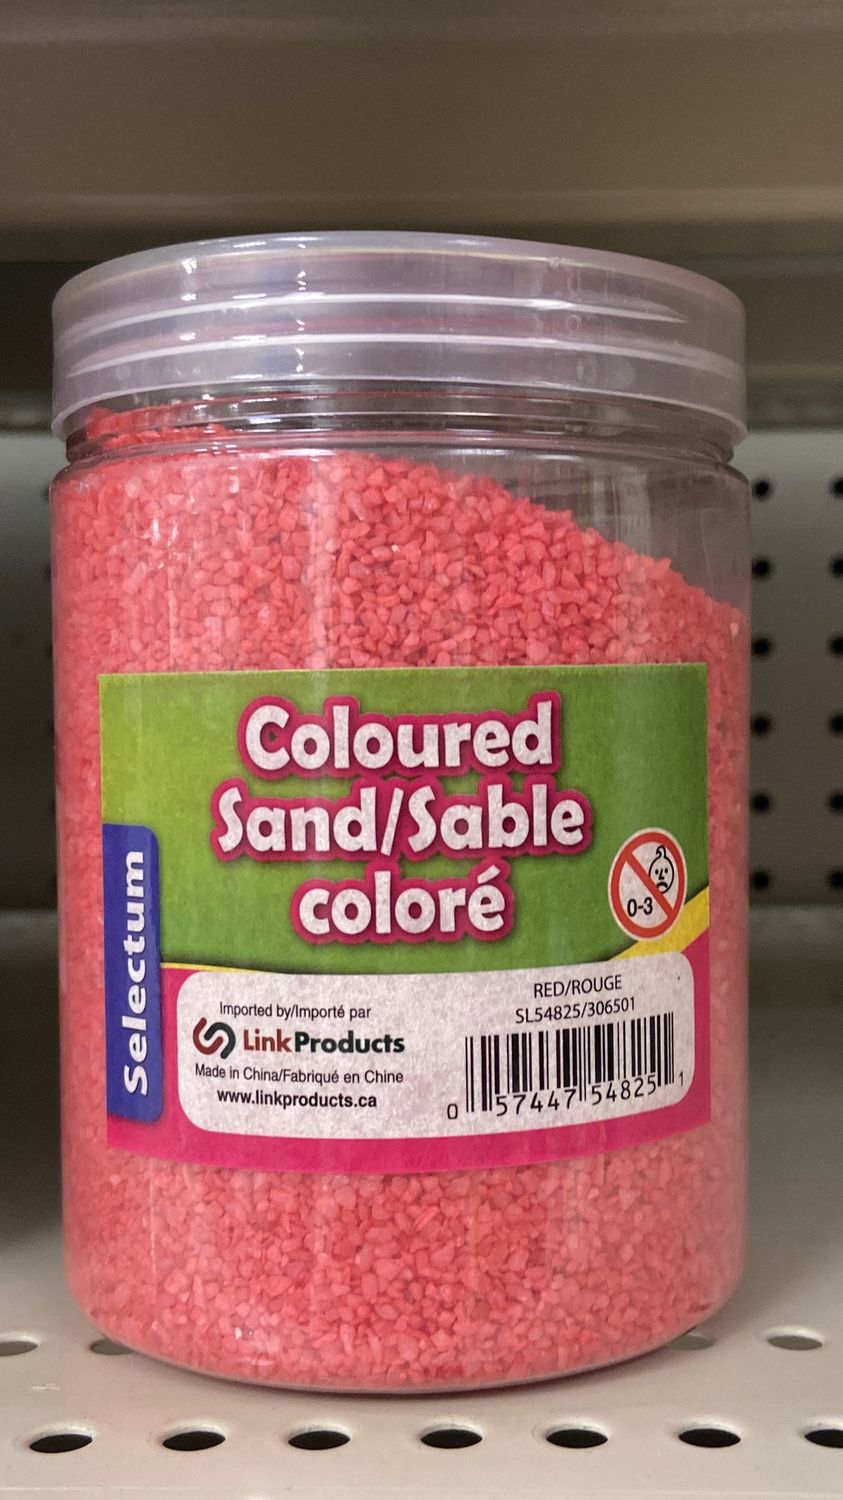 Coloured
Sand/Sable
coloré
0-3
Selectum
Imported by/Importé par
LinkProducts
Made in China/Fabriqué en Chine
www.linkproducts.ca
RED/ROUGE
SL54825/306501
0 57447 54825 1